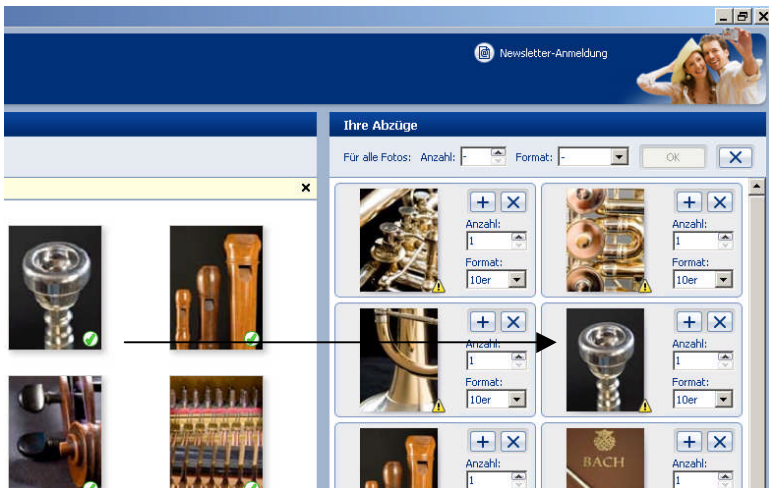 Newsletter-Anmeldung
Ihre Abzüge
Für alle Fotos: Anzahl: - Format: - OK
Anzahl:
1
Format:
10er
Anzahl:
1
Format:
10er
Anzahl:
1
Format:
10er
Anzahl:
1
Format:
10er
Anzahl:
1
BACH
Anzahl:
1